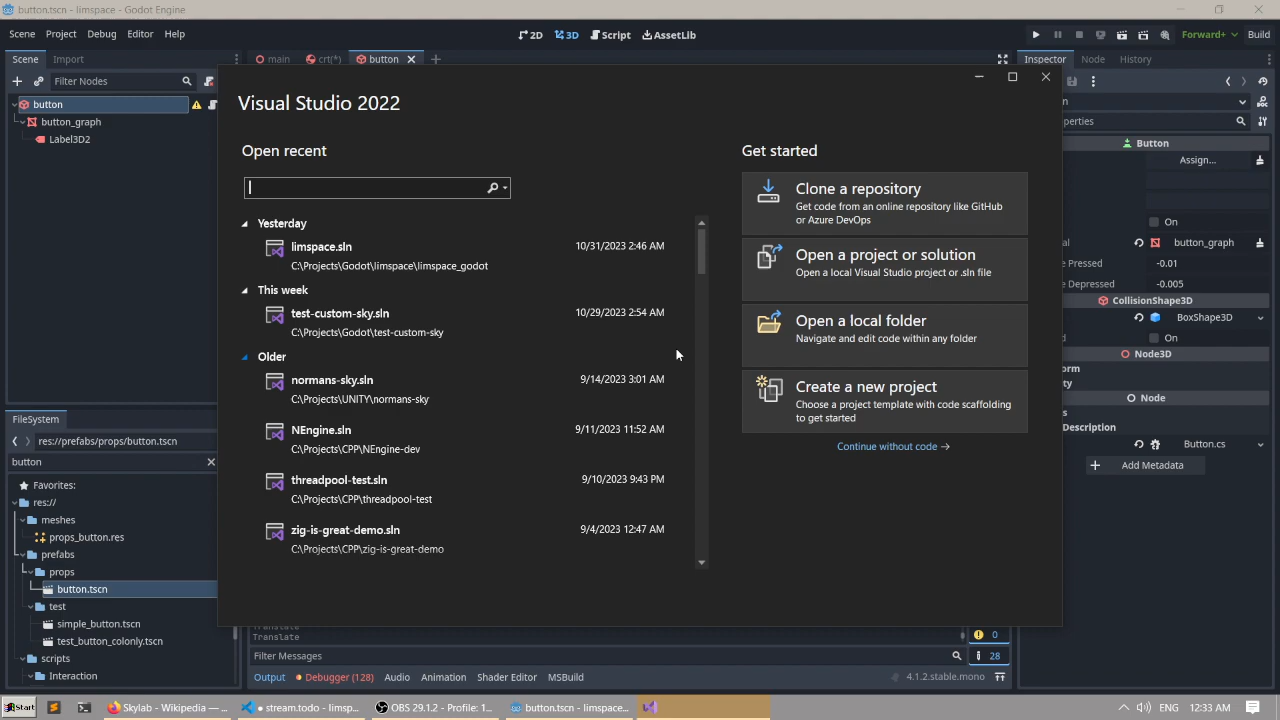 button.tscn - limspace - Godot Engine
Scene Project Debug Editor Help
2D 3D Script AssetLib
Forward+ Build
Scene Import
main crt(*) button
Inspector Node History
Filter Nodes
button
button_graph
Label3D2
Visual Studio 2022
Open recent
Yesterday
limspace.sln 10/31/2023 2:46 AM
C:\Projects\Godot\limspace\limspace_godot
This week
test-custom-sky.sln 10/29/2023 2:54 AM
C:\Projects\Godot\test-custom-sky
Older
normans-sky.sln 9/14/2023 3:01 AM
C:\Projects\UNITY\normans-sky
NEngine.sln 9/11/2023 11:52 AM
C:\Projects\CPP\NEngine-dev
threadpool-test.sln 9/10/2023 9:43 PM
C:\Projects\CPP\threadpool-test
zig-is-great-demo.sln 9/4/2023 12:47 AM
C:\Projects\CPP\zig-is-great-demo
Get started
Clone a repository
Get code from an online repository like GitHub
or Azure DevOps
Open a project or solution
Open a local Visual Studio project or .sln file
Open a local folder
Navigate and edit code within any folder
Create a new project
Choose a project template with code scaffolding
to get started
Continue without code →
n
perties
Button
Assign...
On
al button_graph
e Pressed -0.01
e Depressed -0.005
CollisionShape3D
BoxShape3D
d On
Node3D
orm
ity
Node
s
Description
Button.cs
Add Metadata
FileSystem
res://prefabs/props/button.tscn
button
Favorites:
res://
meshes
props_button.res
prefabs
props
button.tscn
test
simple_button.tscn
test_button_colonly.tscn
scripts
Interaction
Translate
Translate
0
Filter Messages 28
Output Debugger (128) Audio Animation Shader Editor MSBuild 4.1.2.stable.mono
Start Skylab - Wikipedia — ... stream.todo - limsp... OBS 29.1.2 - Profile: 1... button.tscn - limspace... ENG 12:33 AM